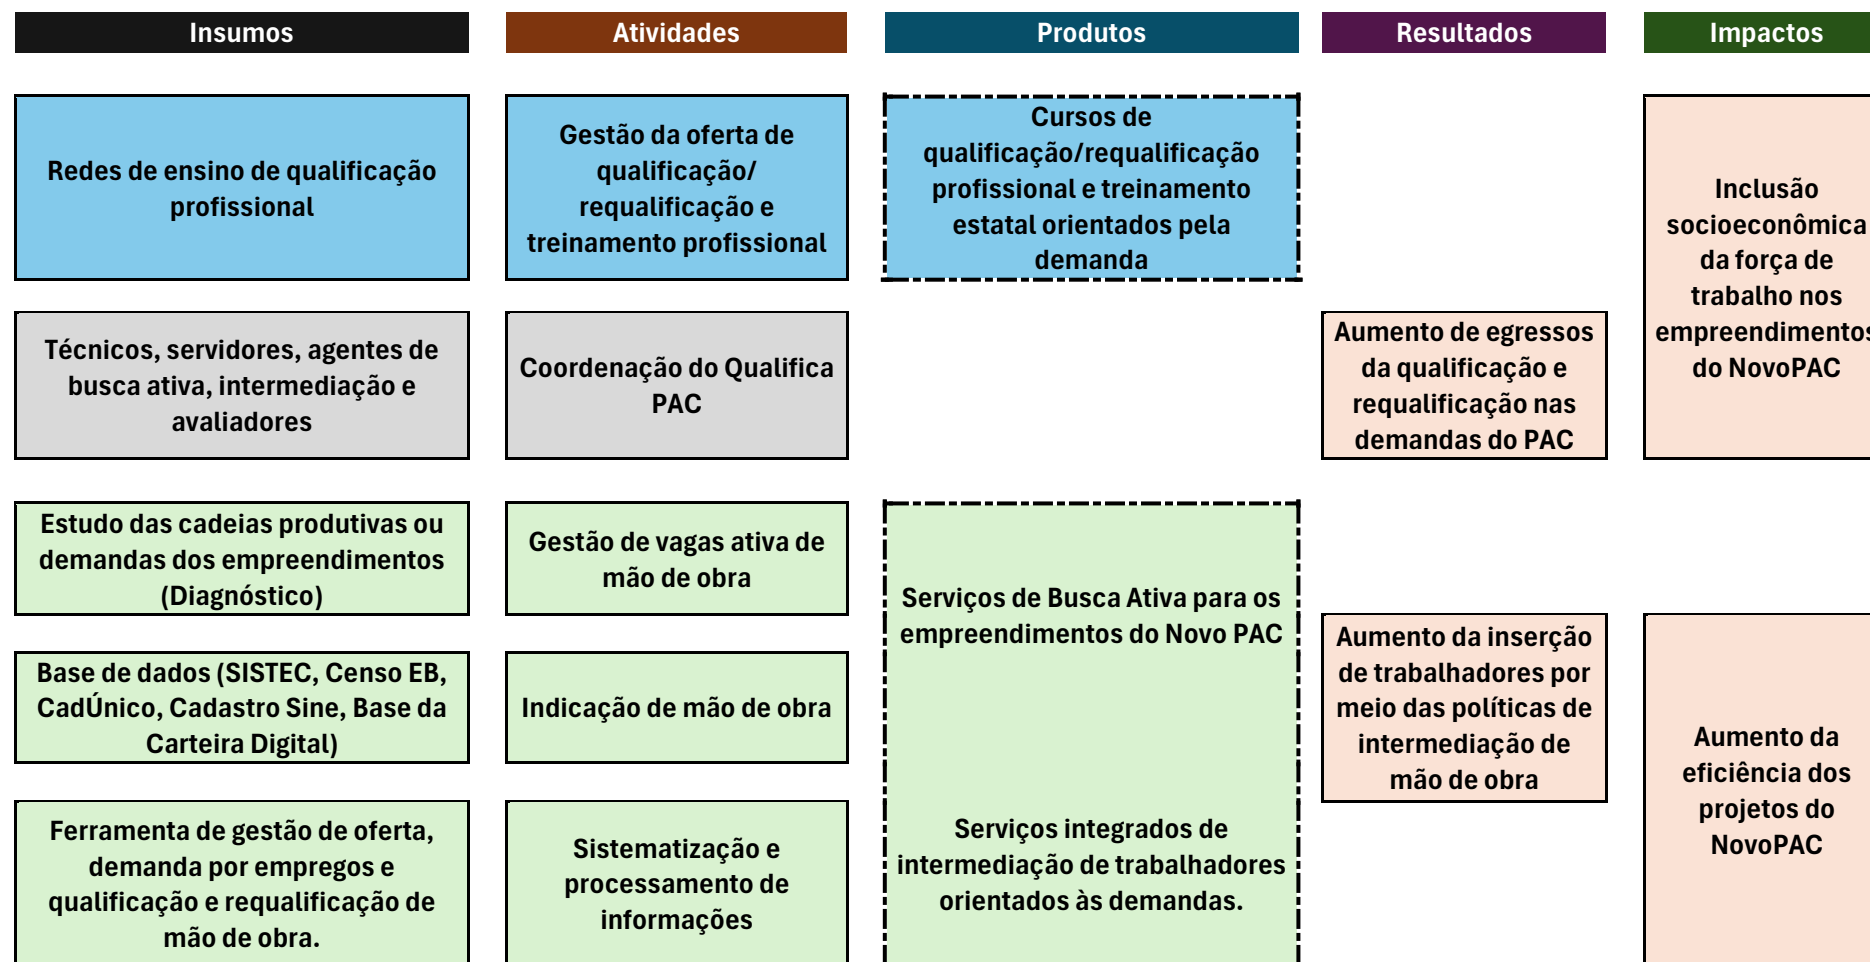 Insumos
Atividades
Produtos
Resultados
Impactos
Redes de ensino de qualificação
profissional
Gestão da oferta de
qualificação/
requalificação e
treinamento profissional
Cursos de
qualificação/requalificação
profissional e treinamento
estatal orientados pela
demanda
Inclusão
socioeconômica
da força de
trabalho nos
empreendimentos
do NovoPAC
Técnicos, servidores, agentes de
busca ativa, intermediação e
avaliadores
Coordenação do Qualifica
PAC
Aumento de egressos
da qualificação e
requalificação nas
demandas do PAC
Estudo das cadeias produtivas ou
demandas dos empreendimentos
(Diagnóstico)
Gestão de vagas ativa de
mão de obra
Serviços de Busca Ativa para os
empreendimentos do Novo PAC
Aumento da inserção
de trabalhadores por
meio das políticas de
intermediação de
mão de obra
Base de dados (SISTEC, Censo EB,
CadÚnico, Cadastro Sine, Base da
Carteira Digital)
Indicação de mão de obra
Aumento da
eficiência dos
projetos do
NovoPAC
Ferramenta de gestão de oferta,
demanda por empregos e
qualificação e requalificação de
mão de obra.
Sistematização e
processamento de
informações
Serviços integrados de
intermediação de trabalhadores
orientados às demandas.